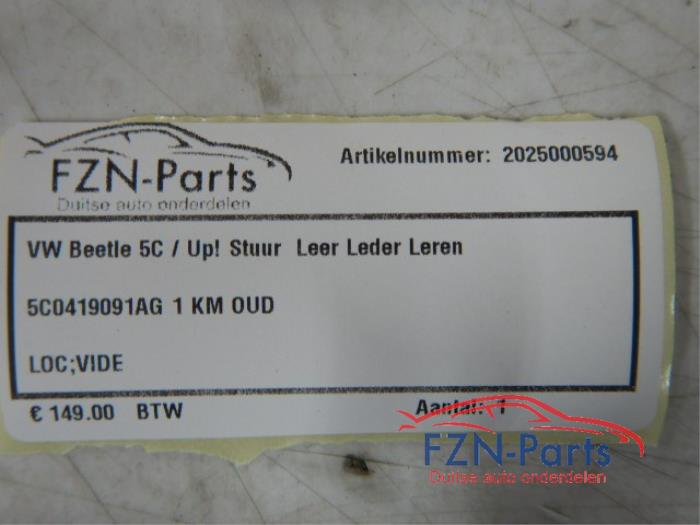 FZN-Parts
Duitse auto onderdelen
Artikelnummer: 2025000594
VW Beetle 5C / Up! Stuur Leer Leder Leren
5C0419091AG 1 KM OUD
LOC;VIDE
€ 149.00 BTW
Aantal: 1
FZN-Parts
Duitse auto onderdelen